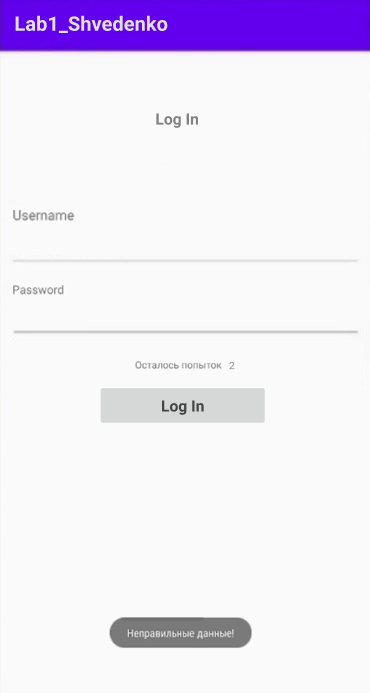 Lab1_Shvedenko
Log In
Username
Password
Осталось попыток 2
Log In
Неправильные данные!